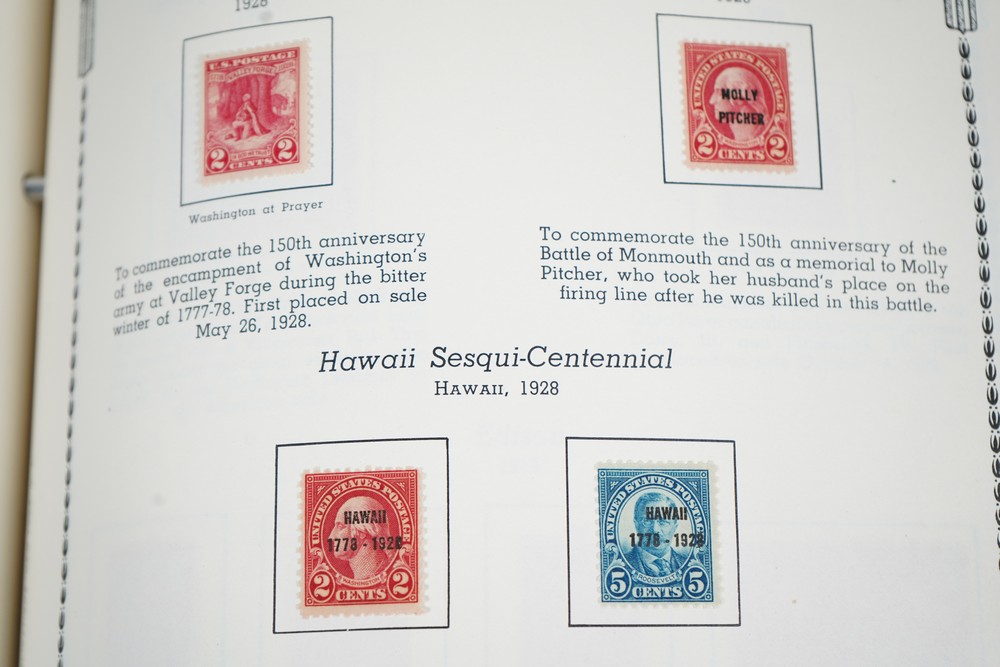 1928
1928
U.S. POSTAGE
VALLEY FORGE
2 CENTS 2
UNITED STATES POSTAGE
MOLLY
PITCHER
2 CENTS 2
Washington at Prayer
To commemorate the 150th anniversary
of the encampment of Washington's
army at Valley Forge during the bitter
winter of 1777-78. First placed on sale
May 26, 1928.
To commemorate the 150th anniversary of the
Battle of Monmouth and as a memorial to Molly
Pitcher, who took her husband's place on the
firing line after he was killed in this battle.
Hawaii Sesqui-Centennial
HAWAII, 1928
UNITED STATES POSTAGE
HAWAII
1778 - 1928
WASHINGTON
2 CENTS 2
UNITED STATES POSTAGE
HAWAII
1778 - 1928
ROOSEVELT
5 CENTS 5